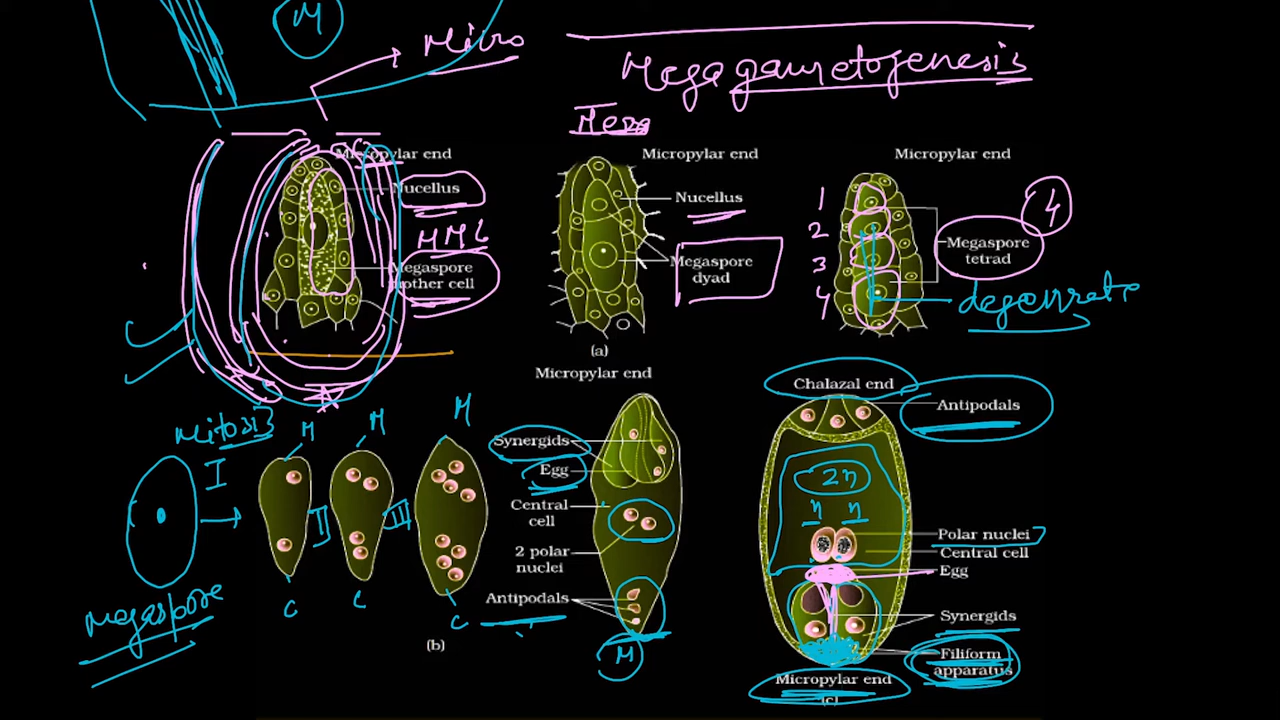 M
Micro
Megagametogenesis
Micropylar end
Nucellus
MMC
Megaspore
mother cell
Micropylar end
Nucellus
Megaspore
dyad
(a)
Micropylar end
1
2
3
4
4
Megaspore
tetrad
degenerate
Mitosis
I
Megaspore
M
C
II
M
C
III
M
C
(b)
Micropylar end
Synergids
Egg
Central
cell
2 polar
nuclei
Antipodals
M
Chalazal end
Antipodals
2n
n n
Polar nuclei
Central cell
Egg
Synergids
Filiform
apparatus
Micropylar end
(c)